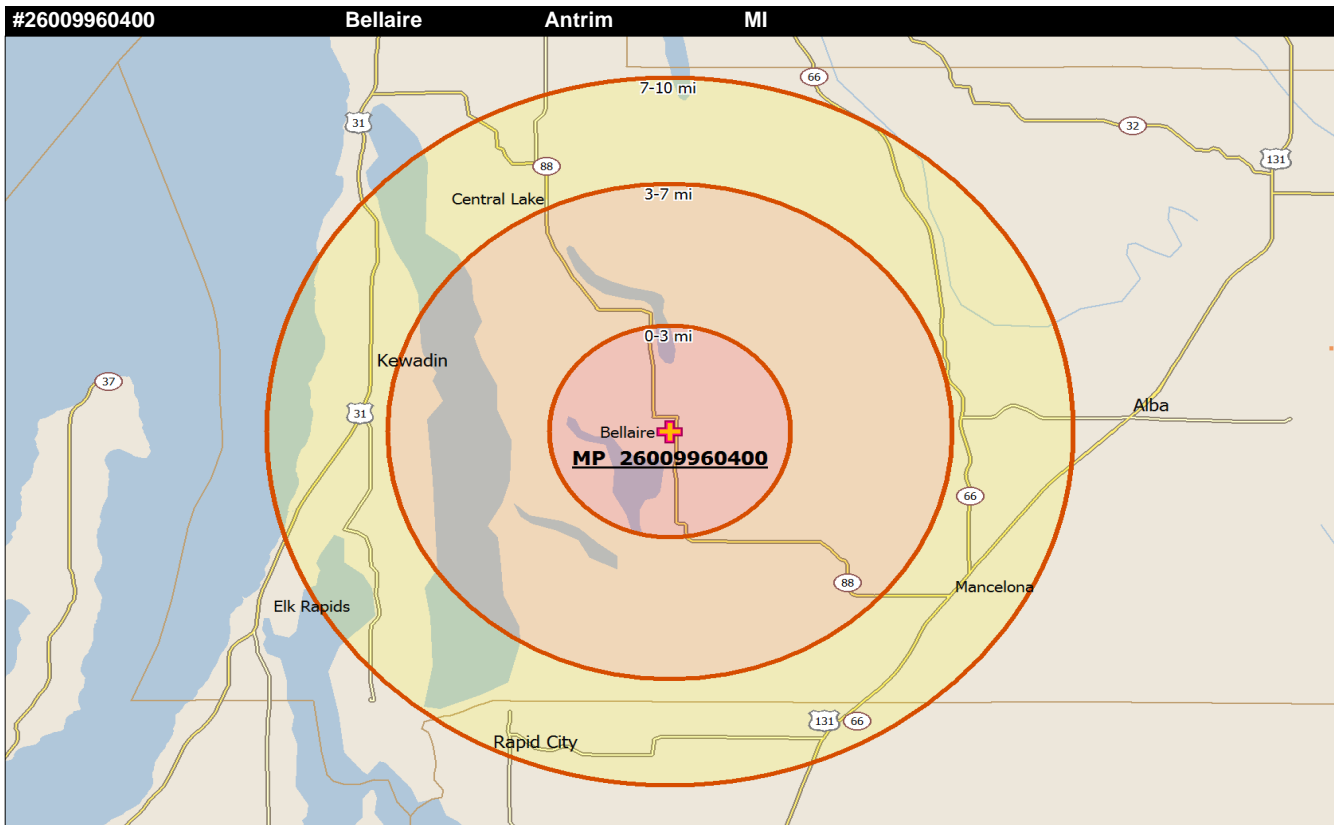 #26009960400 Bellaire Antrim MI
66
7-10 mi
31
32
131
88
3-7 mi
Central Lake
0-3 mi
Kewadin
37
31
Alba
Bellaire
MP 26009960400
66
88
Mancelona
Elk Rapids
131 66
Rapid City